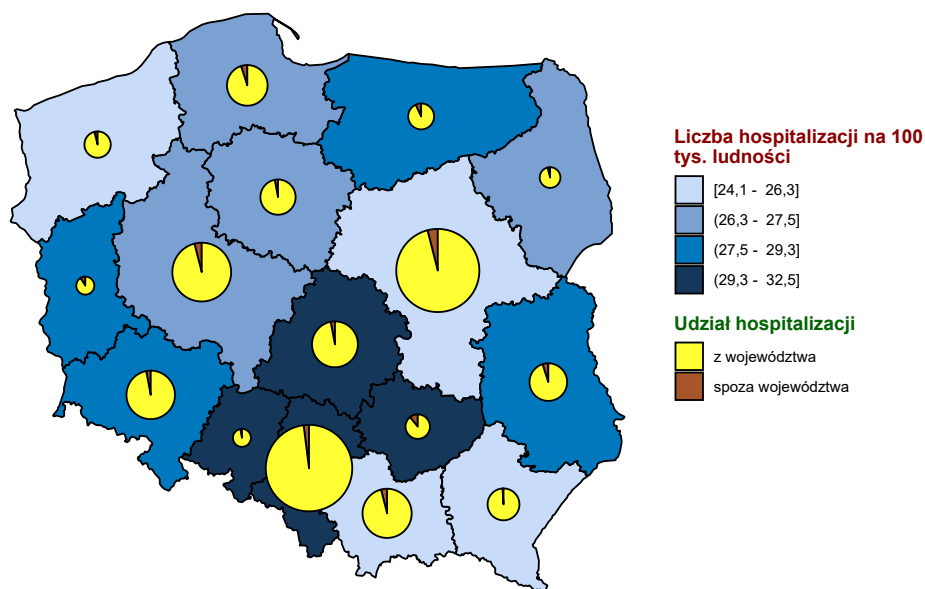 Liczba hospitalizacji na 100
tys. ludności
[24,1 - 26,3]
(26,3 - 27,5]
(27,5 - 29,3]
(29,3 - 32,5]
Udział hospitalizacji
z województwa
spoza województwa